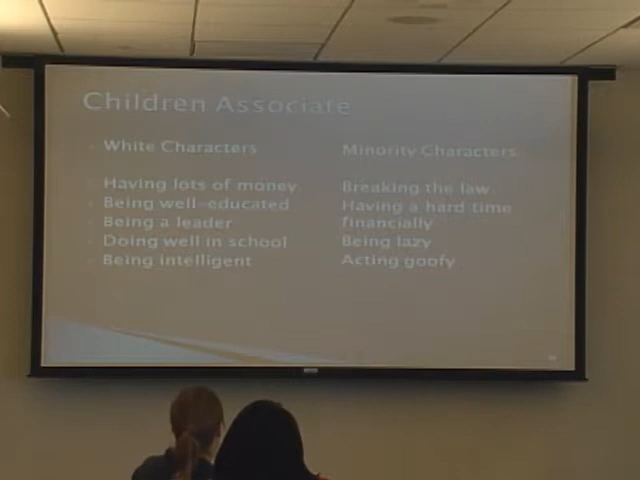 Children Associate
White Characters
Having lots of money
Being well-educated
Being a leader
Doing well in school
Being intelligent
Minority Characters
Breaking the law
Having a hard time
financially
Being lazy
Acting goofy